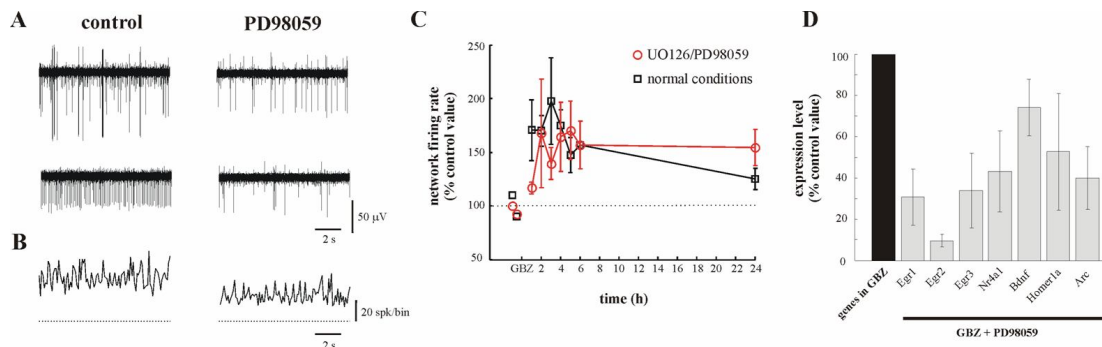 A
control
PD98059
50 µV
2 s
B
20 spk/bin
2 s
C
UO126/PD98059
normal conditions
network firing rate
(% control value)
250
200
150
100
50
GBZ 2 4 6 8 10 12 14 16 18 20 22 24
time (h)
D
expression level
(% control value)
100
80
60
40
20
0
genes in GBZ
Egr1
Egr2
Egr3
Nr4a1
Bdnf
Homer1a
Arc
GBZ + PD98059